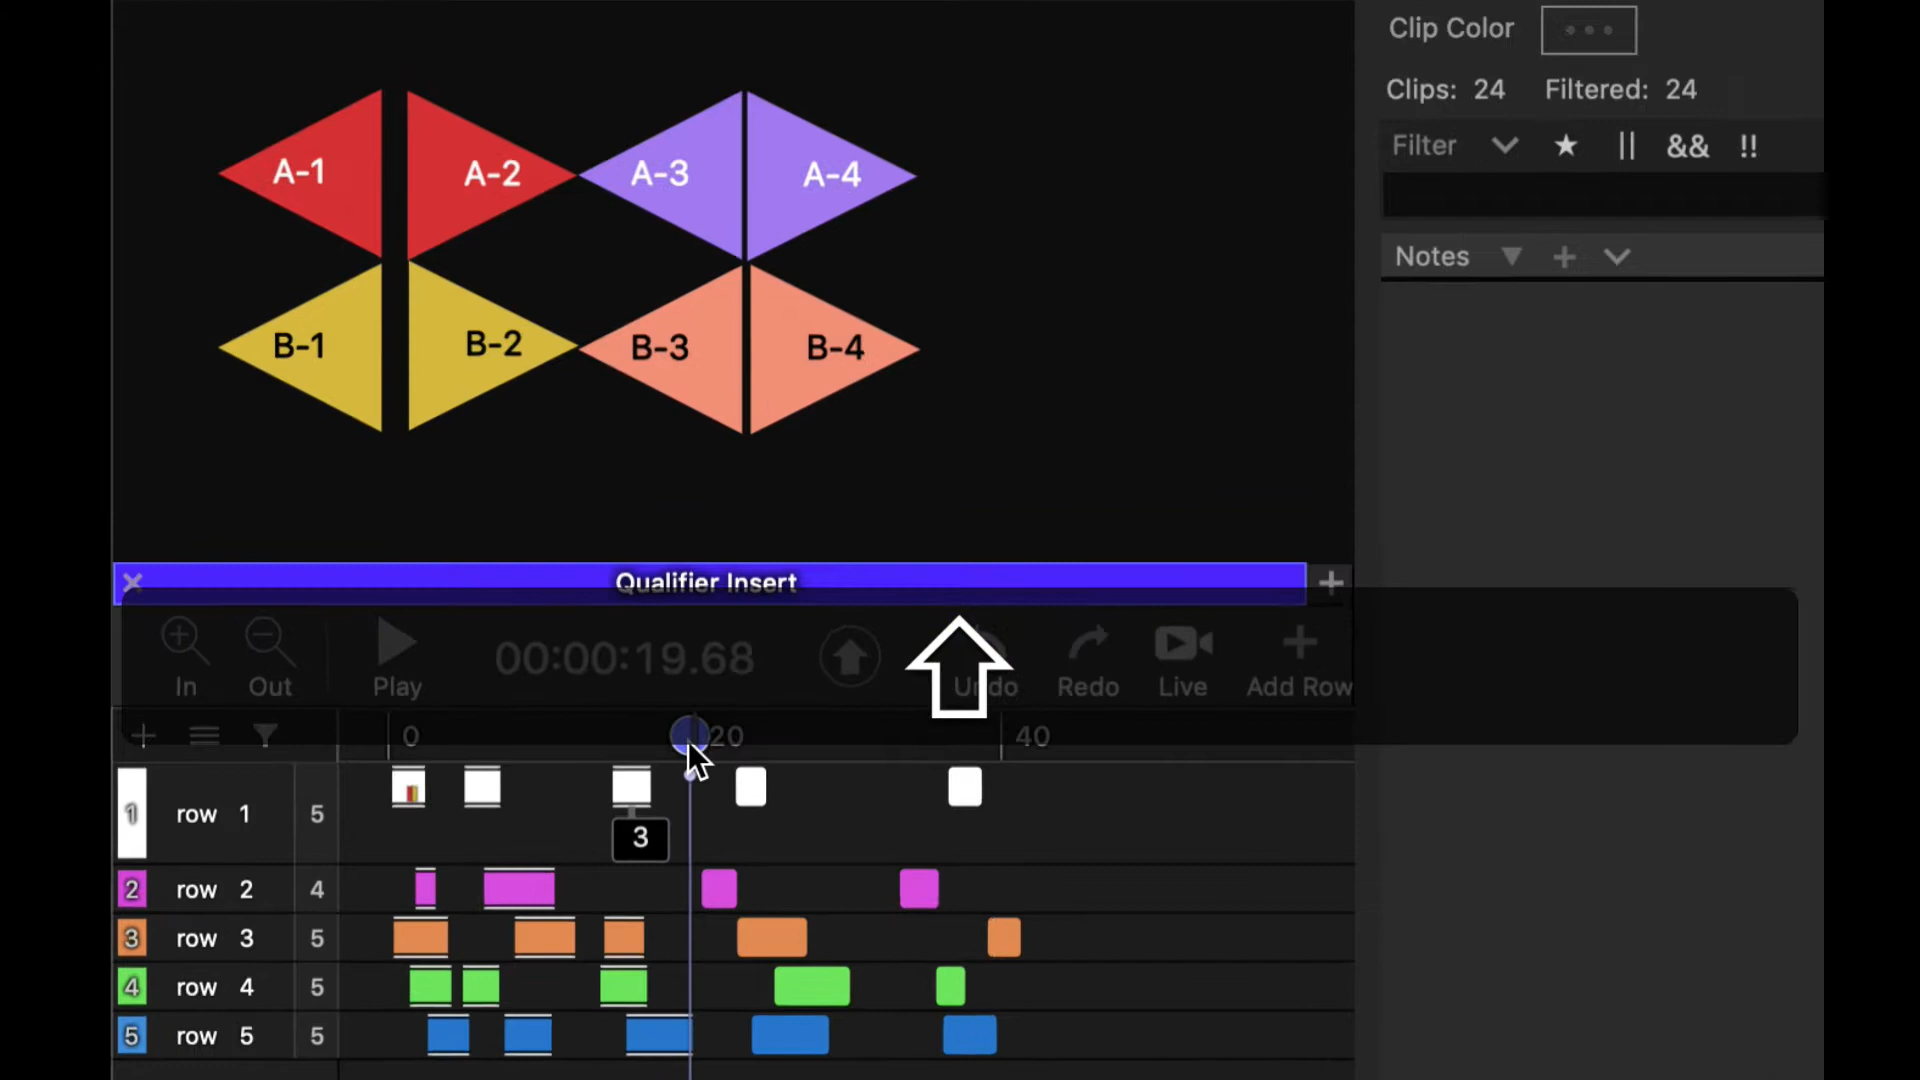 Clip Color
Clips: 24 Filtered: 24
Filter || && !!
Notes
A-1 A-2 A-3 A-4
B-1 B-2 B-3 B-4
Qualifier Insert
00:00:19.68
In Out Play Undo Redo Live Add Row
0 20 40
1 row 1 5
3
2 row 2 4
3 row 3 5
4 row 4 5
5 row 5 5